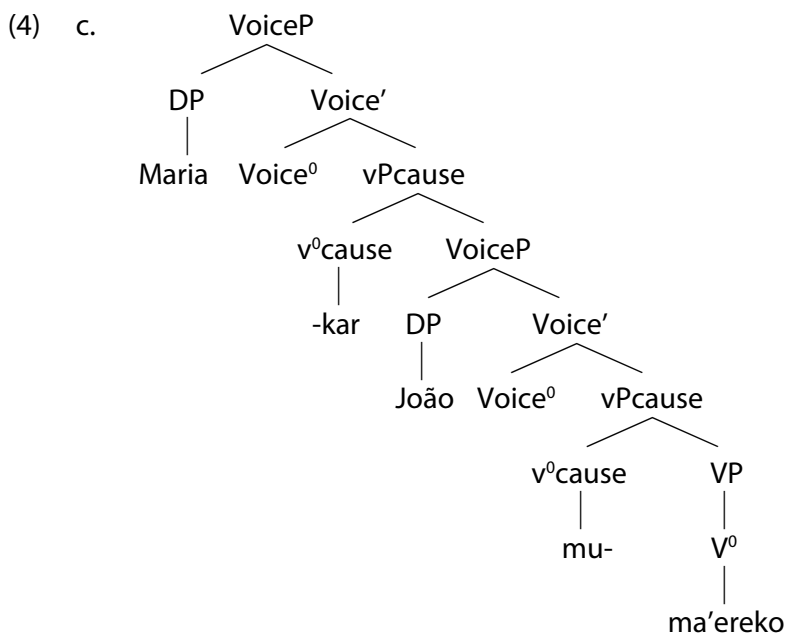 (4) c. VoiceP
DP Voice′
Maria Voice⁰ vPcause
v⁰cause VoiceP
-kar DP Voice′
João Voice⁰ vPcause
v⁰cause VP
mu- V⁰
ma’ereko